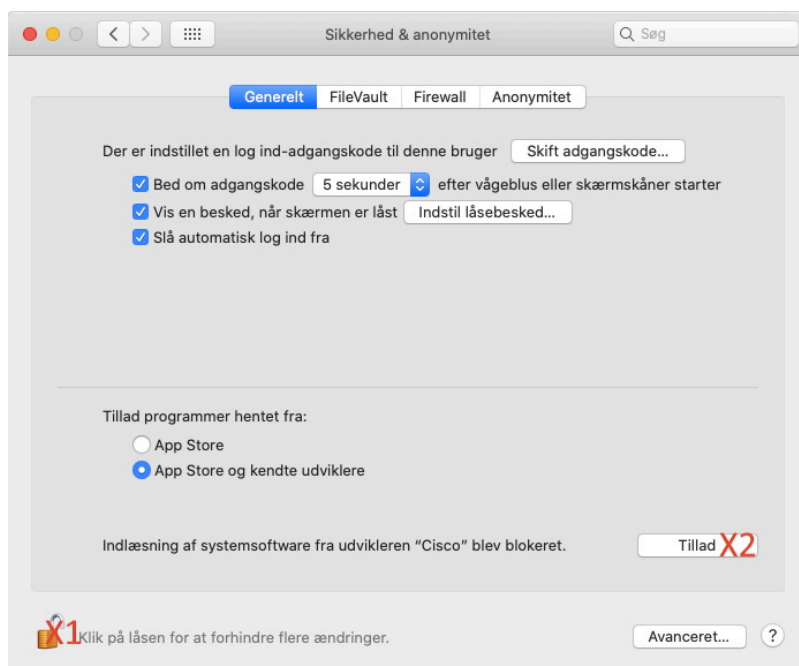 Sikkerhed & anonymitet
Søg
Generelt FileVault Firewall Anonymitet
Der er indstillet en log ind-adgangskode til denne bruger Skift adgangskode...
Bed om adgangskode 5 sekunder efter vågeblus eller skærmskåner starter
Vis en besked, når skærmen er låst Indstil låsebesked...
Slå automatisk log ind fra
Tillad programmer hentet fra:
App Store
App Store og kendte udviklere
Indlæsning af systemsoftware fra udvikleren "Cisco" blev blokeret. Tillad X2
X1 Klik på låsen for at forhindre flere ændringer. Avanceret... ?